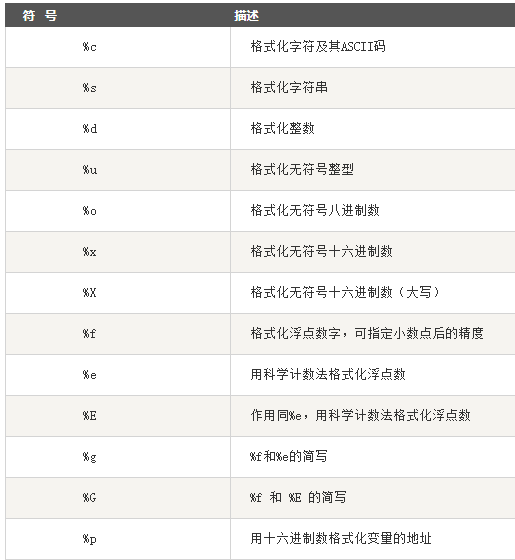 符 号 描述
%c 格式化字符及其ASCII码
%s 格式化字符串
%d 格式化整数
%u 格式化无符号整型
%o 格式化无符号八进制数
%x 格式化无符号十六进制数
%X 格式化无符号十六进制数（大写）
%f 格式化浮点数字，可指定小数点后的精度
%e 用科学计数法格式化浮点数
%E 作用同%e，用科学计数法格式化浮点数
%g %f和%e的简写
%G %f 和 %E 的简写
%p 用十六进制数格式化变量的地址